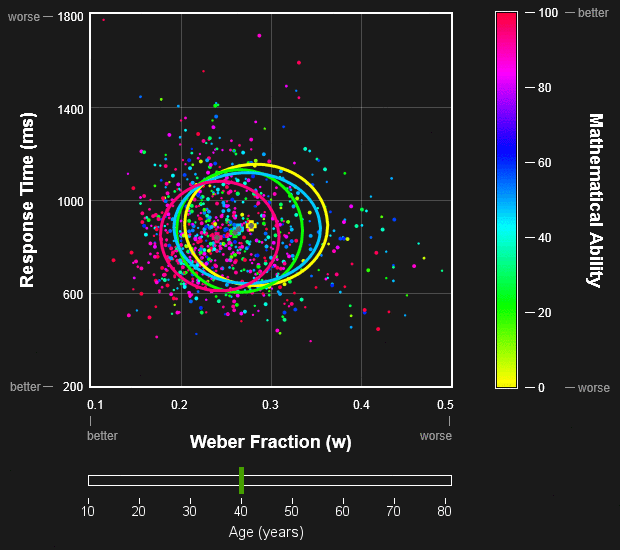 worse
1800
1400
1000
600
better
200
Response Time (ms)
0.1
0.2
0.3
0.4
0.5
better
worse
Weber Fraction (w)
100
better
80
60
40
20
0
worse
Mathematical Ability
10
20
30
40
50
60
70
80
Age (years)